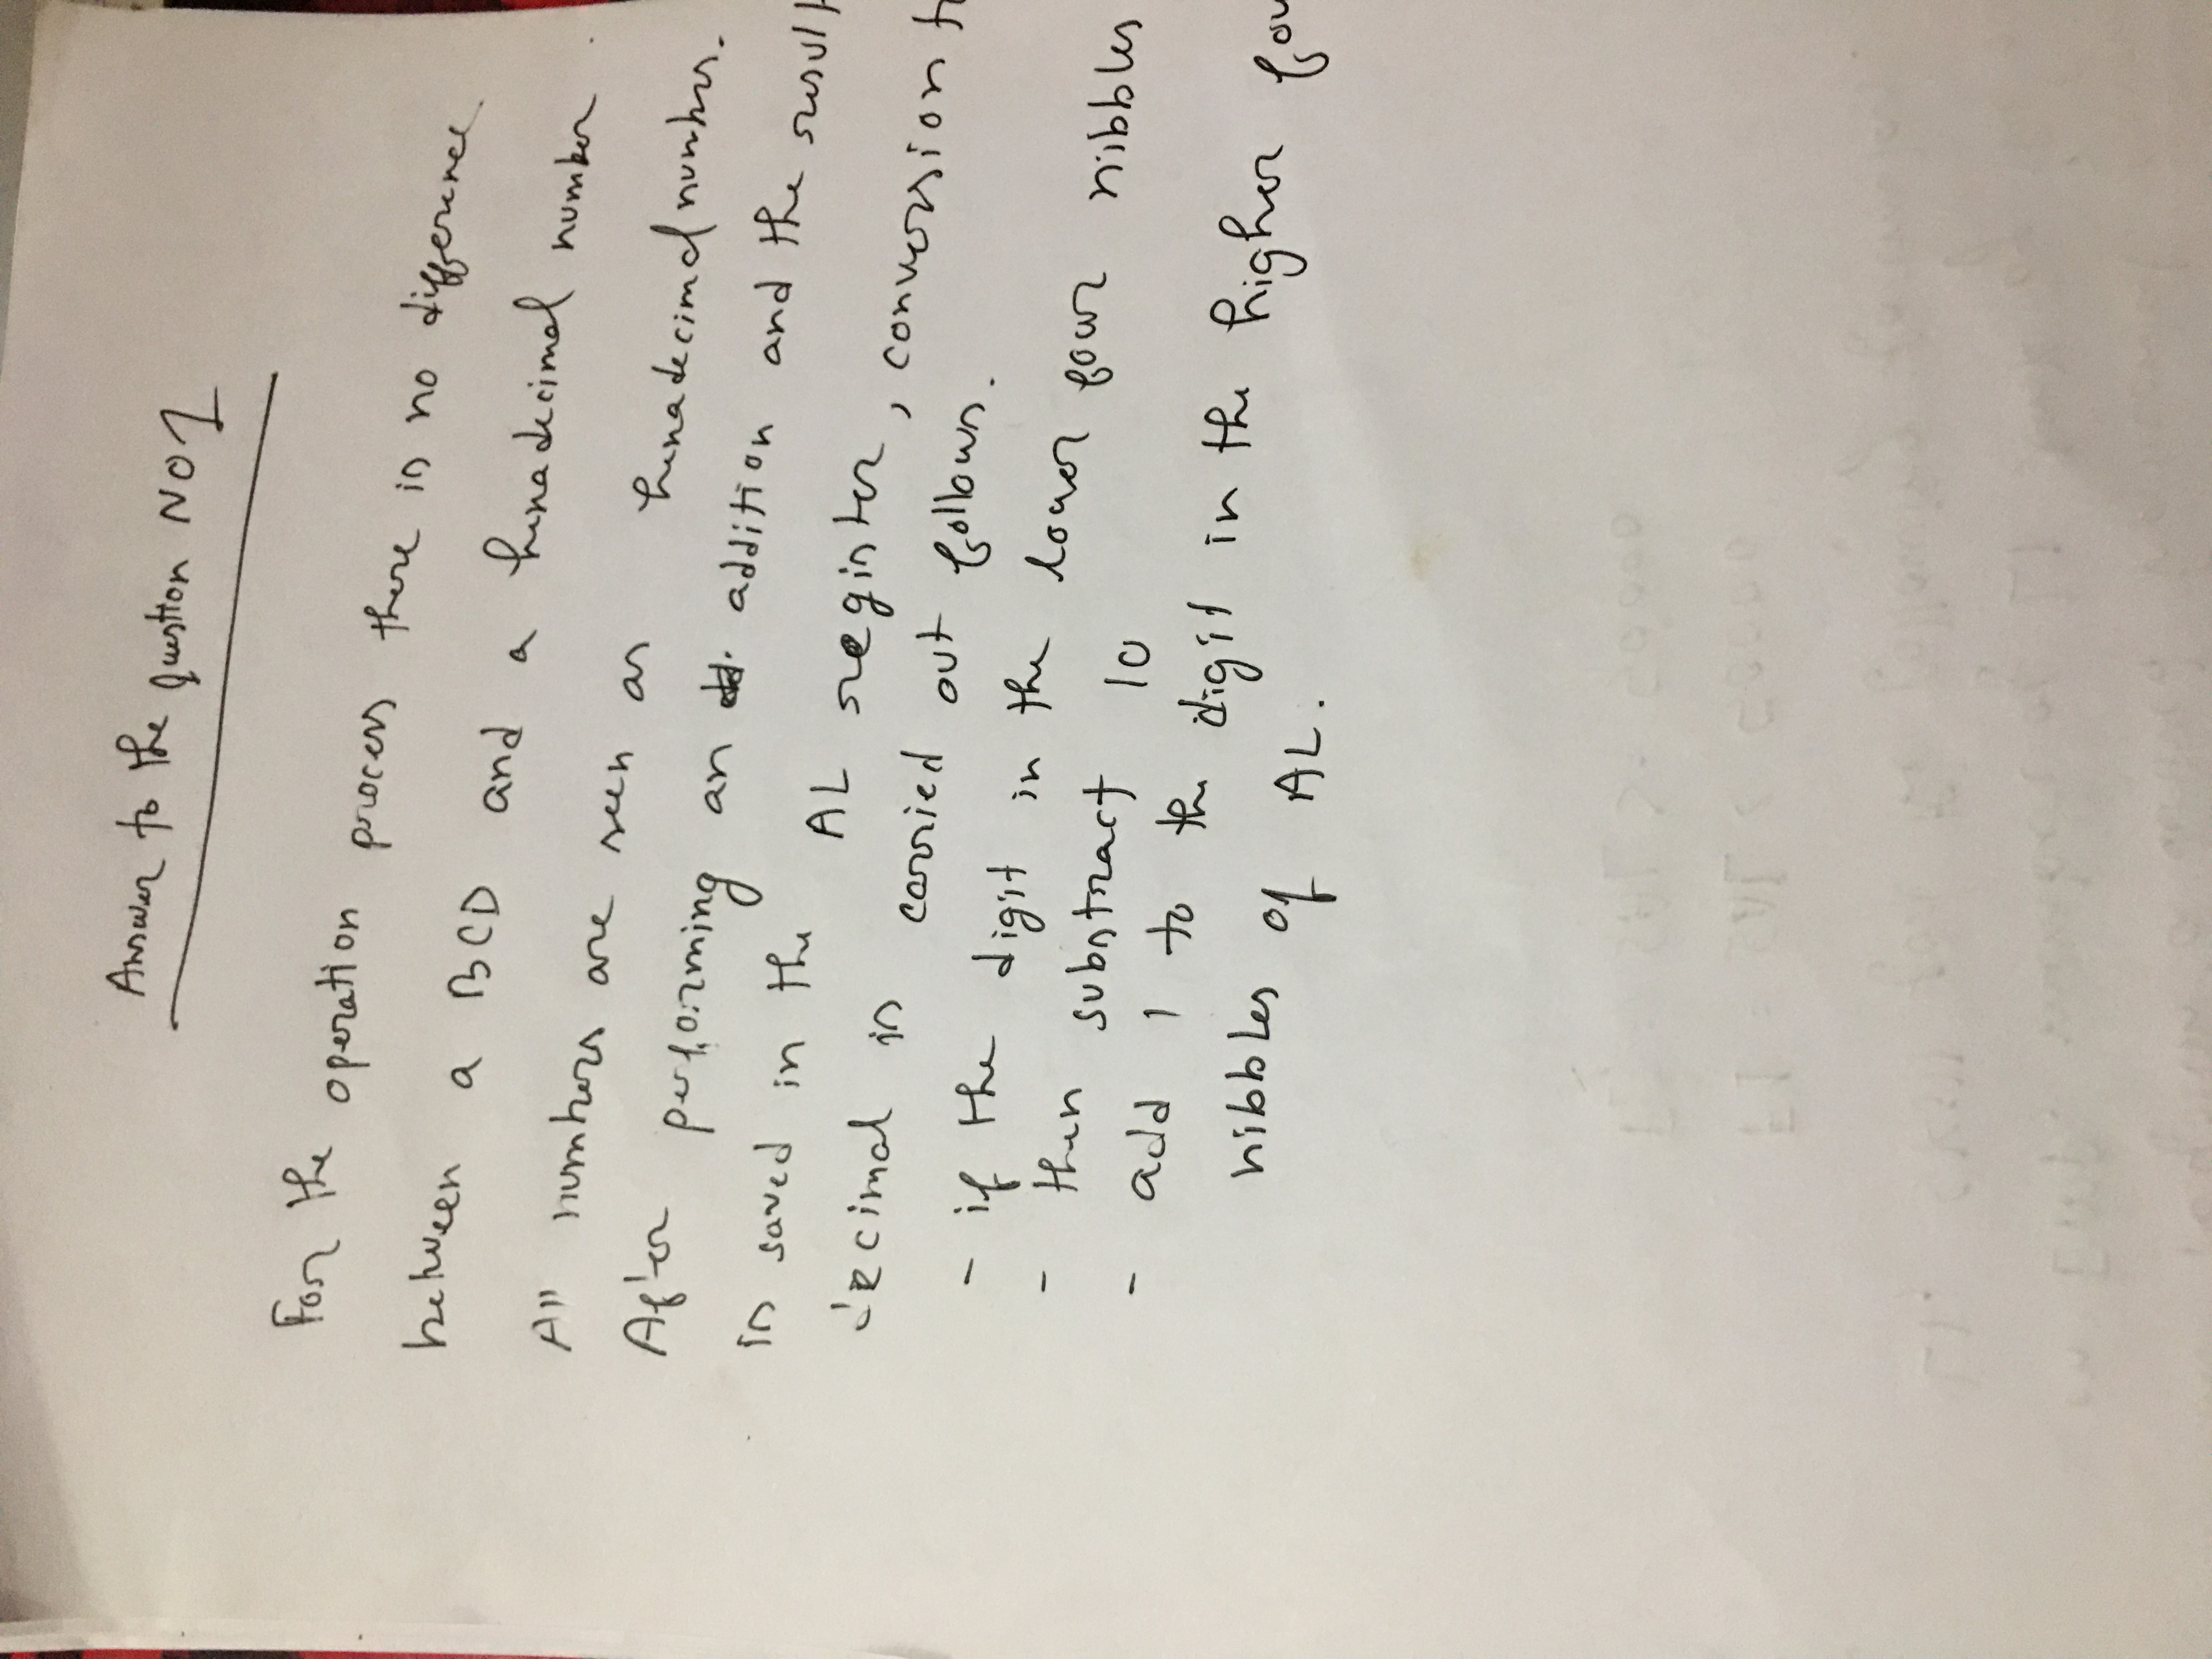 Answer to the question NO 1
For the operation process there is no difference
between a BCD and a hexadecimal number.
All numbers are seen as hexadecimal numbers.
After performing an addition and the result
is saved in the AL register, conversion to
decimal is carried out follows.
- if the digit in the lower four nibbles
- then substract 10
- add 1 to the digit in the higher fou
nibbles of AL.